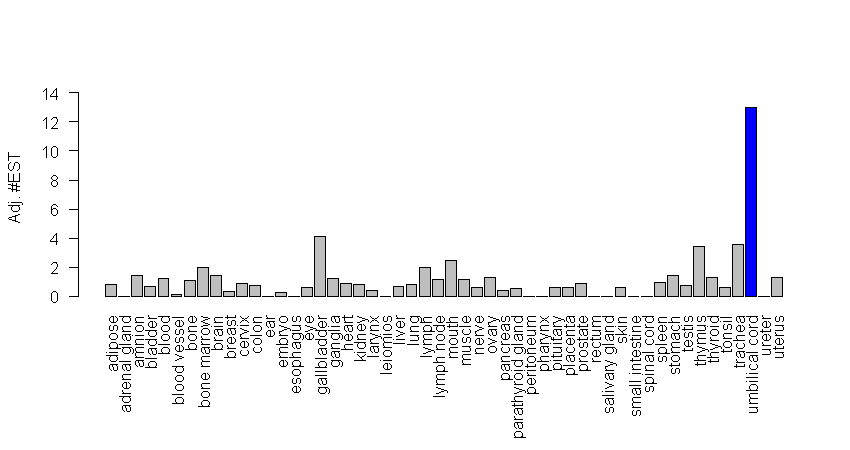 Adj. #EST
14
12
10
8
6
4
2
0
adipose
adrenal gland
amnion
bladder
blood
blood vessel
bone
bone marrow
brain
breast
cervix
colon
ear
embryo
esophagus
eye
gallbladder
ganglia
heart
kidney
larynx
leiomios
liver
lung
lymph
lymph node
mouth
muscle
nerve
ovary
pancreas
parathyroid gland
peritoneum
pharynx
pituitary
placenta
prostate
rectum
salivary gland
skin
small intestine
spinal cord
spleen
stomach
testis
thymus
thyroid
tonsil
trachea
umbilical cord
ureter
uterus